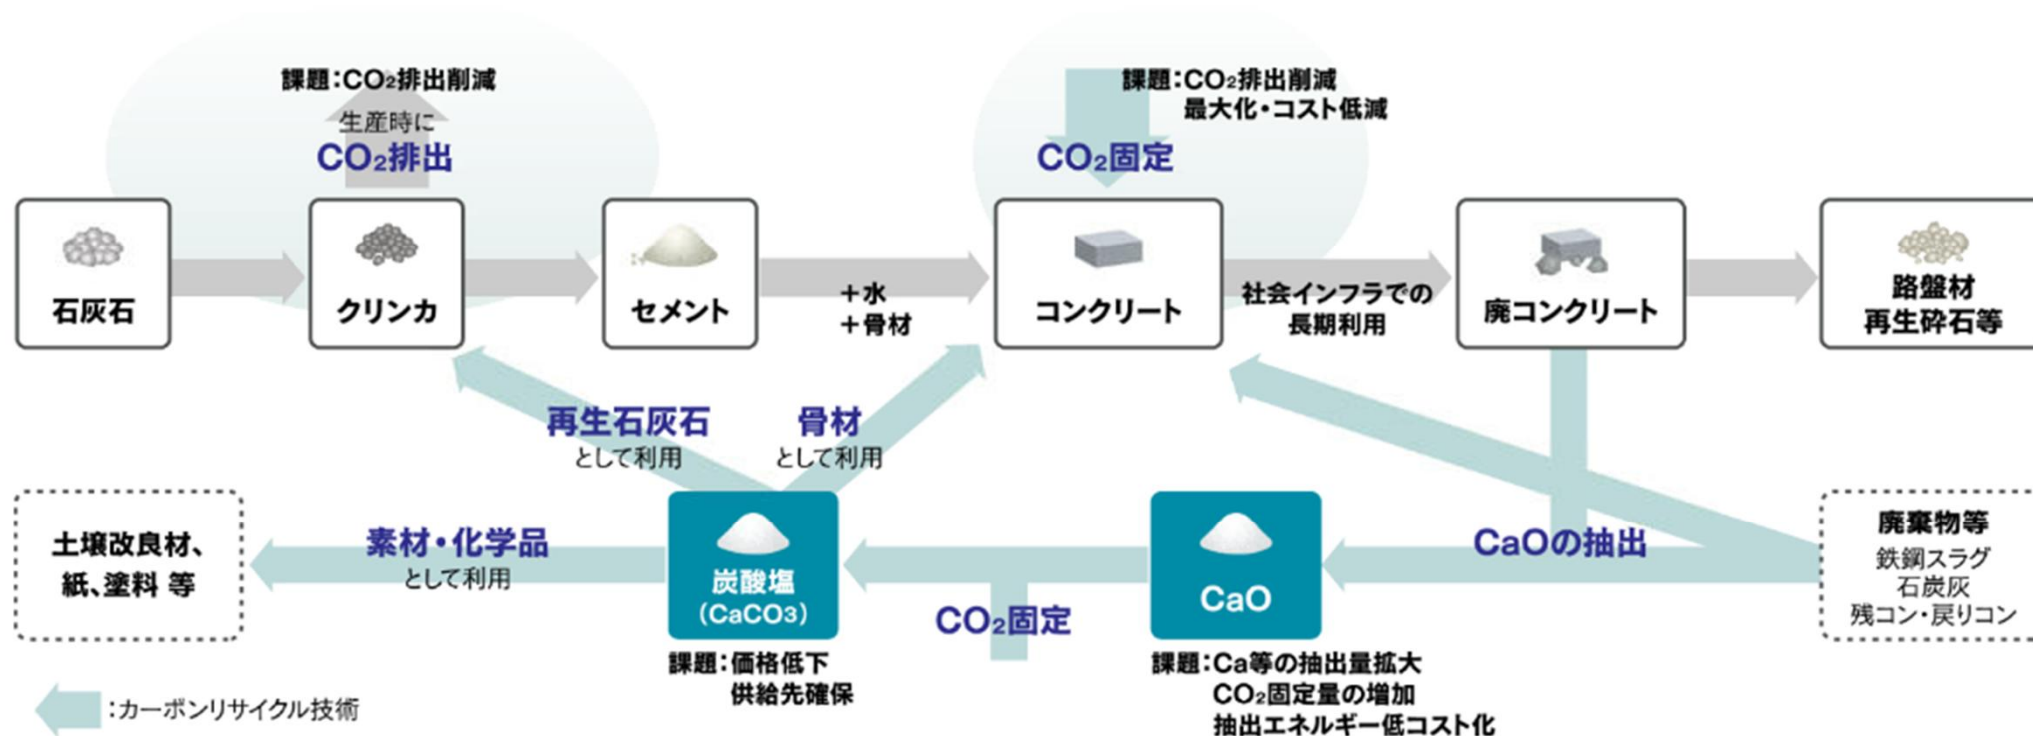 課題：CO₂排出削減
生産時に
CO₂排出
課題：CO₂排出削減
最大化・コスト低減
CO₂固定
石灰石
クリンカ
セメント
＋水
＋骨材
コンクリート
社会インフラでの
長期利用
廃コンクリート
路盤材
再生砕石等
再生石灰石
として利用
骨材
として利用
土壌改良材、
紙、塗料 等
素材・化学品
として利用
炭酸塩
（CaCO₃）
課題：価格低下
供給先確保
CO₂固定
CaO
課題：Ca等の抽出量拡大
CO₂固定量の増加
抽出エネルギー低コスト化
CaOの抽出
廃棄物等
鉄鋼スラグ
石炭灰
残コン・戻りコン
：カーボンリサイクル技術